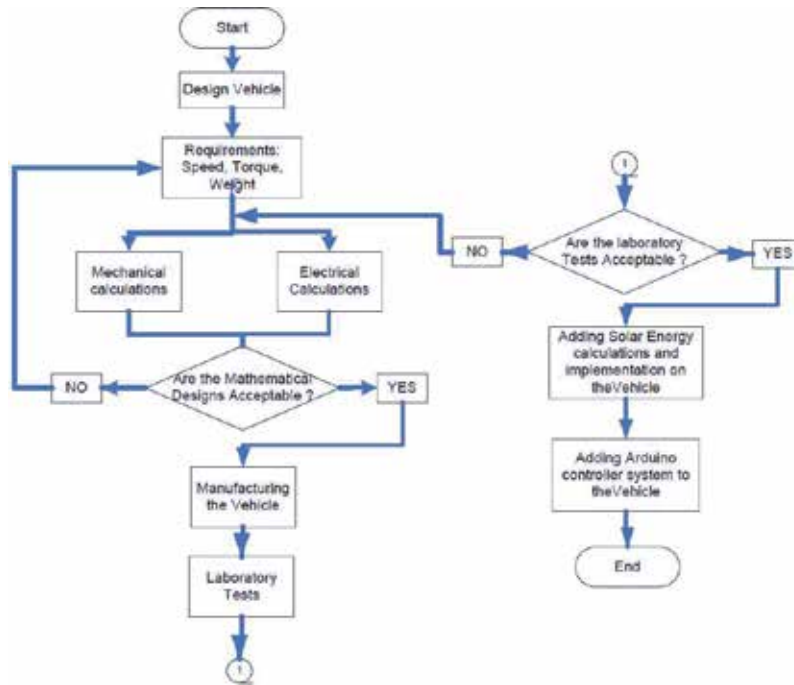 Start
Design Vehicle
Requirements:
Speed, Torque,
Weight
Mechanical
calculations
Electrical
Calculations
Are the Mathematical
Designs Acceptable ?
NO
YES
Manufacturing
the Vehicle
Laboratory
Tests
1
1
Are the laboratory
Tests Acceptable ?
NO
YES
Adding Solar Energy
calculations and
implementation on
theVehicle
Adding Arduino
controller system to
theVehicle
End